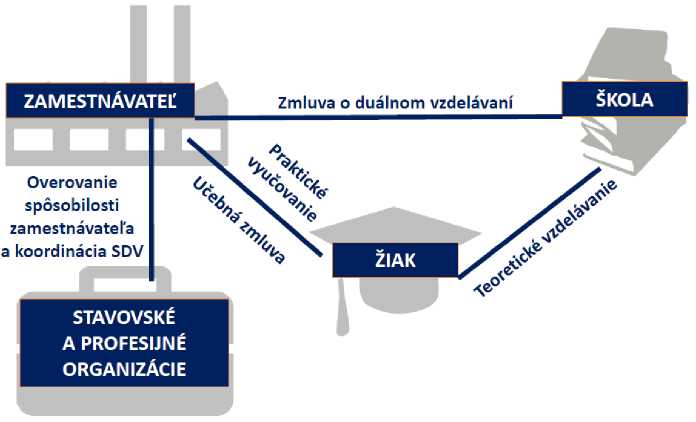 ZAMESTNÁVATEĽ
Zmluva o duálnom vzdelávaní
ŠKOLA
Overovanie
spôsobilosti
zamestnávateľa
a koordinácia SDV
Učebná zmluva
Praktické
vyučovanie
ŽIAK
Teoretické vzdelávanie
STAVOVSKÉ
A PROFESIJNÉ
ORGANIZÁCIE